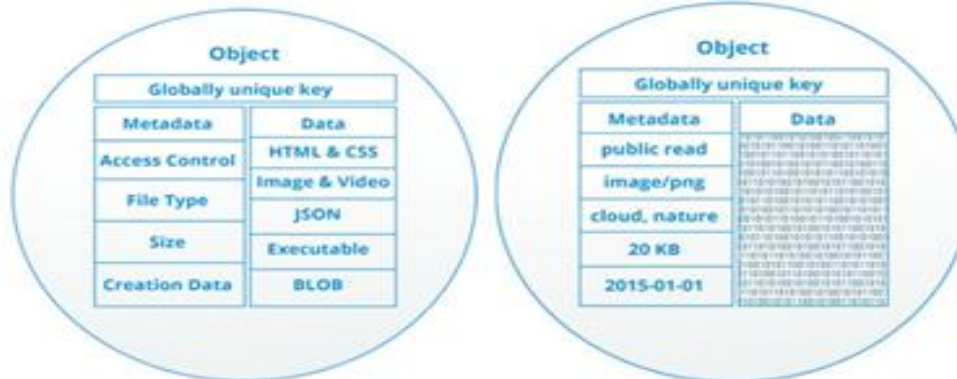 Object
Globally unique key
Metadata
Access Control
File Type
Size
Creation Data
Data
HTML & CSS
Image & Video
JSON
Executable
BLOB
Object
Globally unique key
Metadata
public read
image/png
cloud, nature
20 KB
2015-01-01
Data